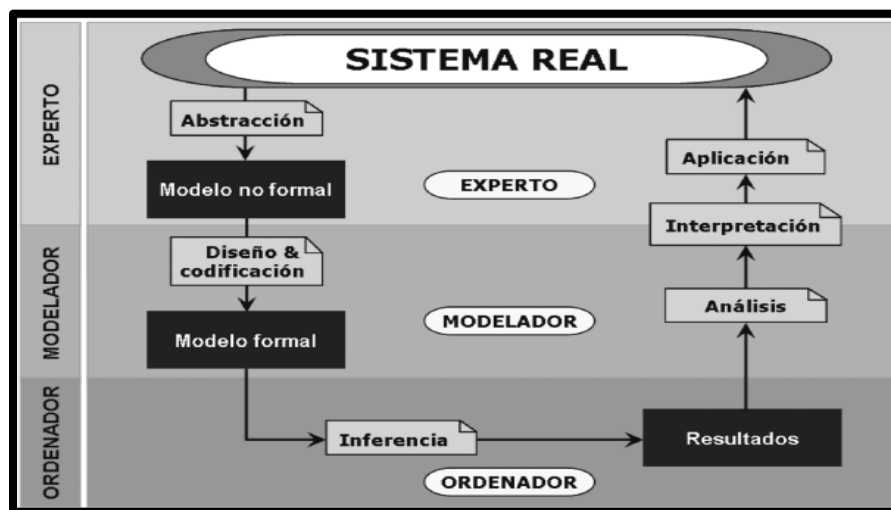 SISTEMA REAL
EXPERTO
Abstracción
Modelo no formal
EXPERTO
Aplicación
Interpretación
MODELADOR
Diseño &
codificación
Modelo formal
MODELADOR
Análisis
ORDENADOR
Inferencia
Resultados
ORDENADOR